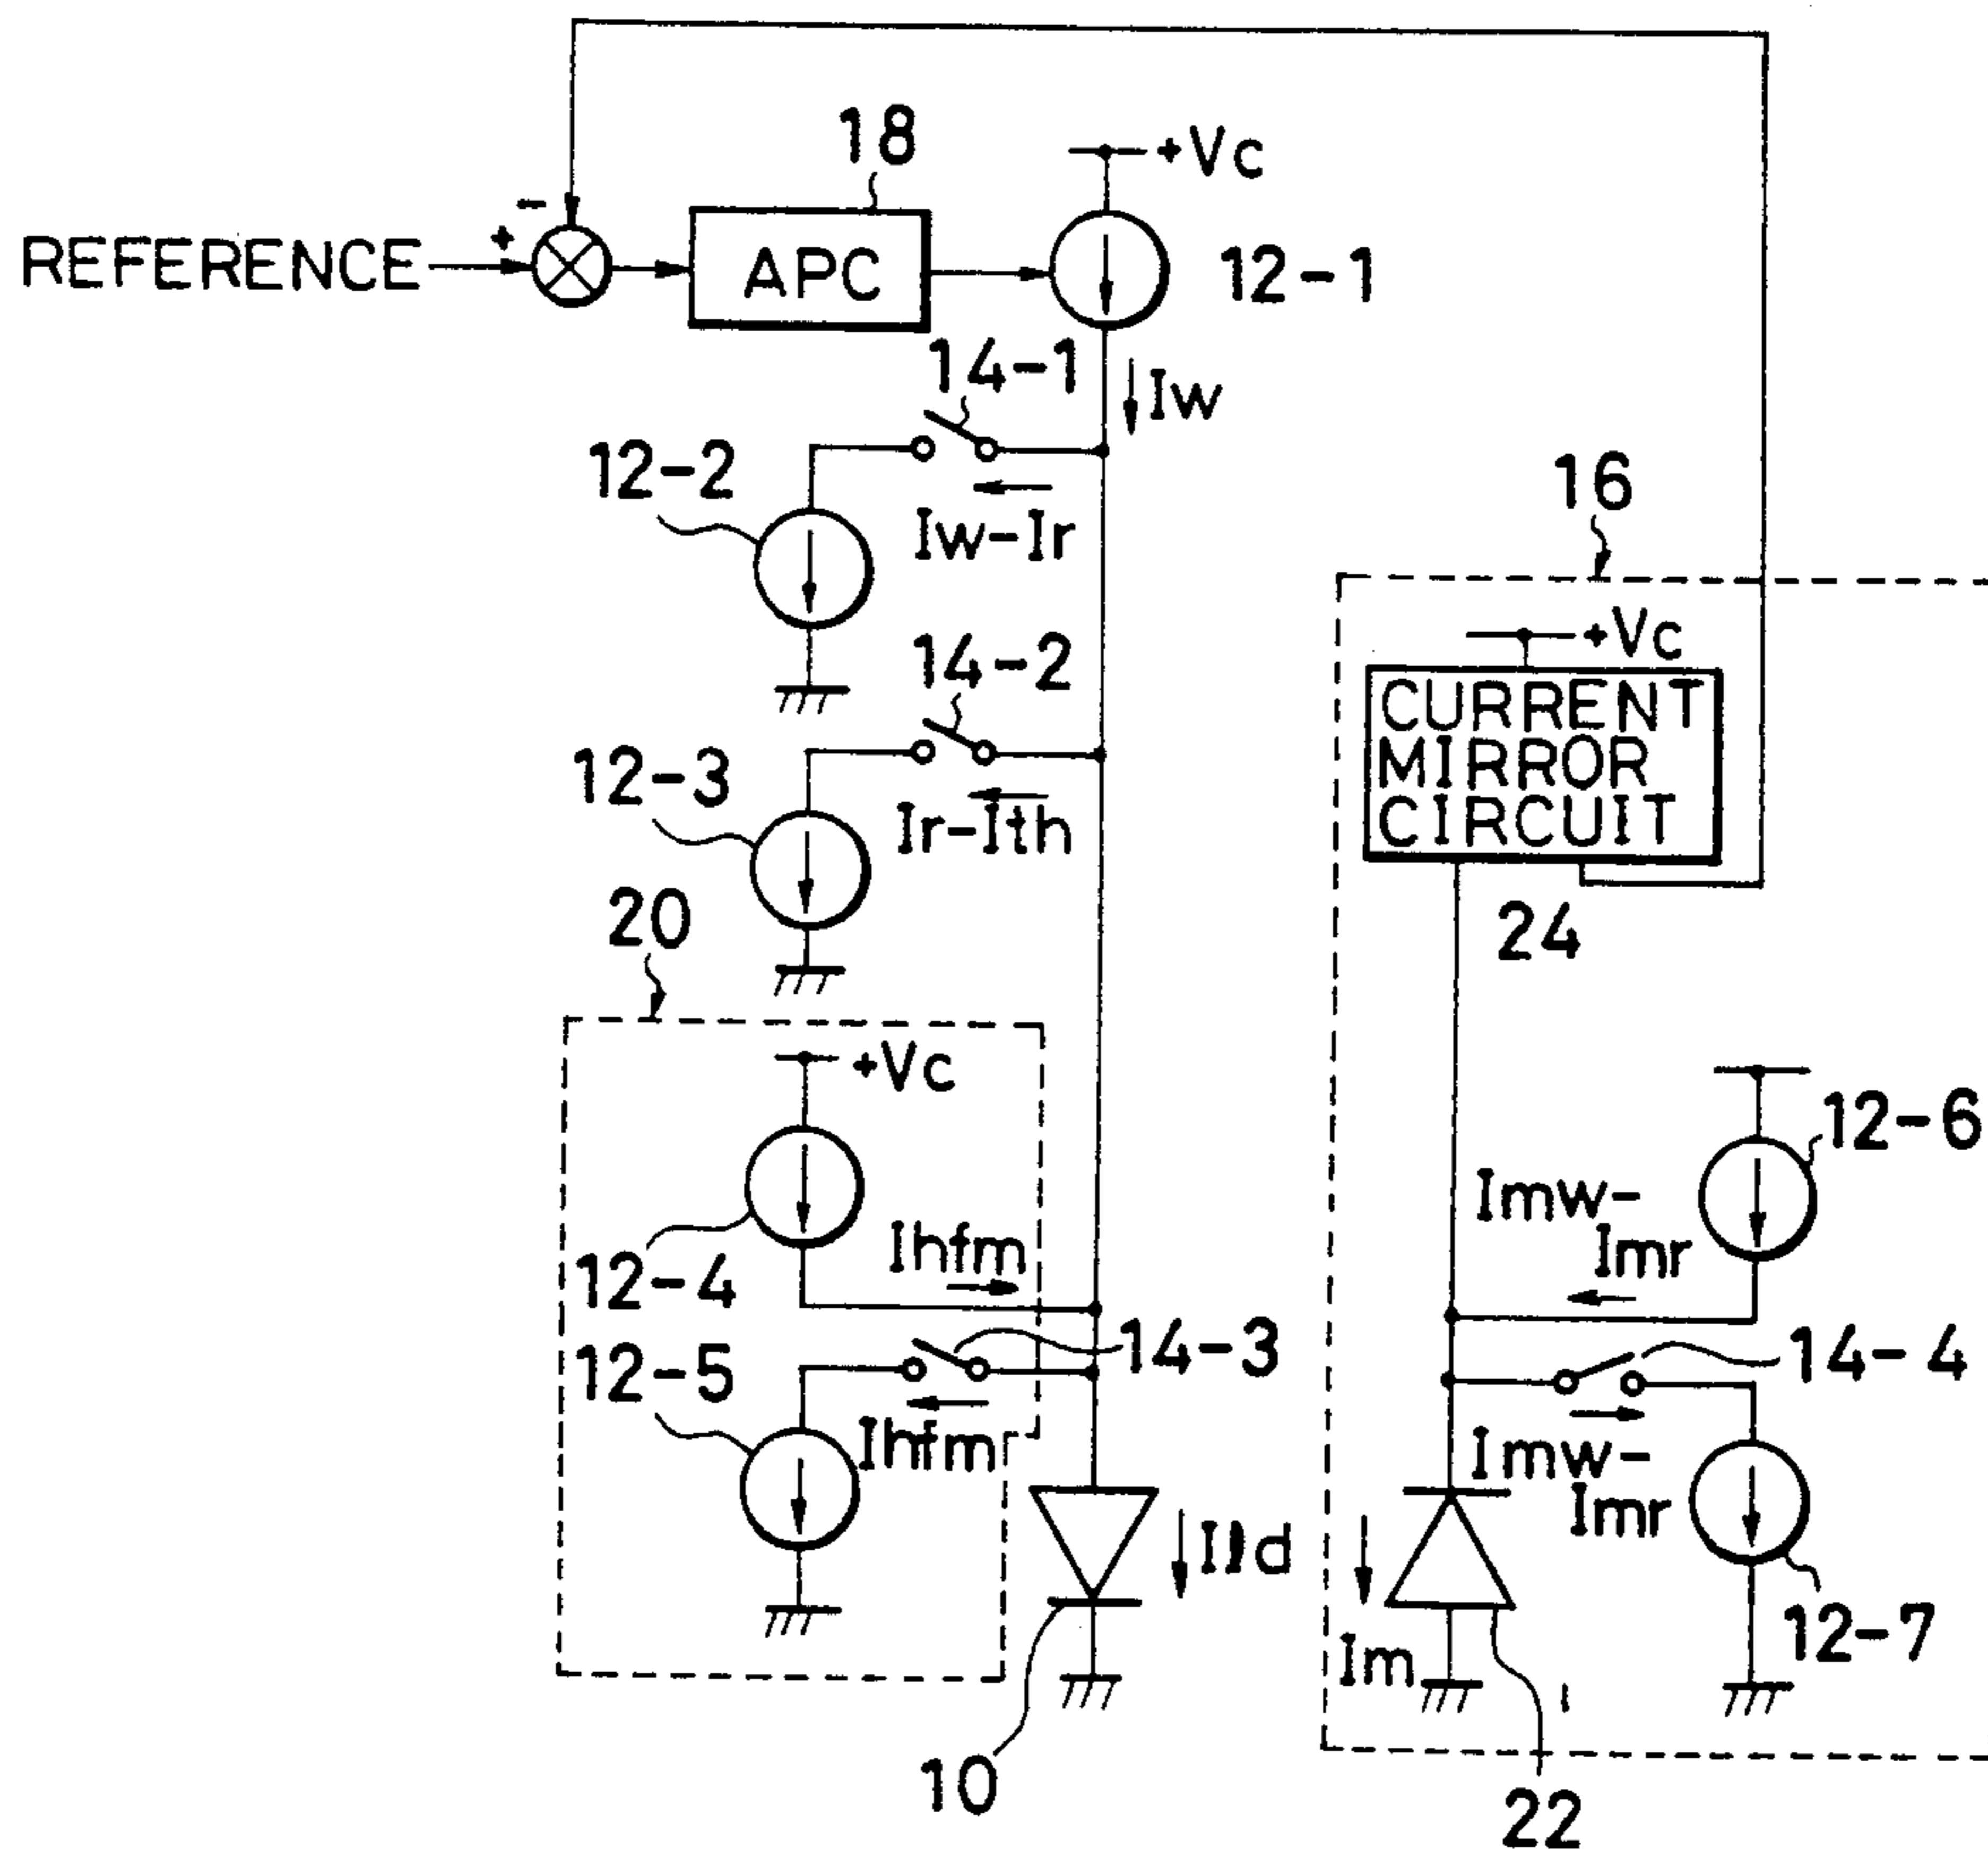 18
+Vc
-
+
REFERENCE
APC
12-1
14-1
Iw
12-2
16
Iw-Ir
+Vc
14-2
CURRENT
MIRROR
CIRCUIT
12-3
Ir-Ith
20
24
+Vc
12-6
Imw-
Imr
Ihfm
12-4
14-3
14-4
12-5
Ihfm
Imw-
Imr
Ild
12-7
Im
10
22